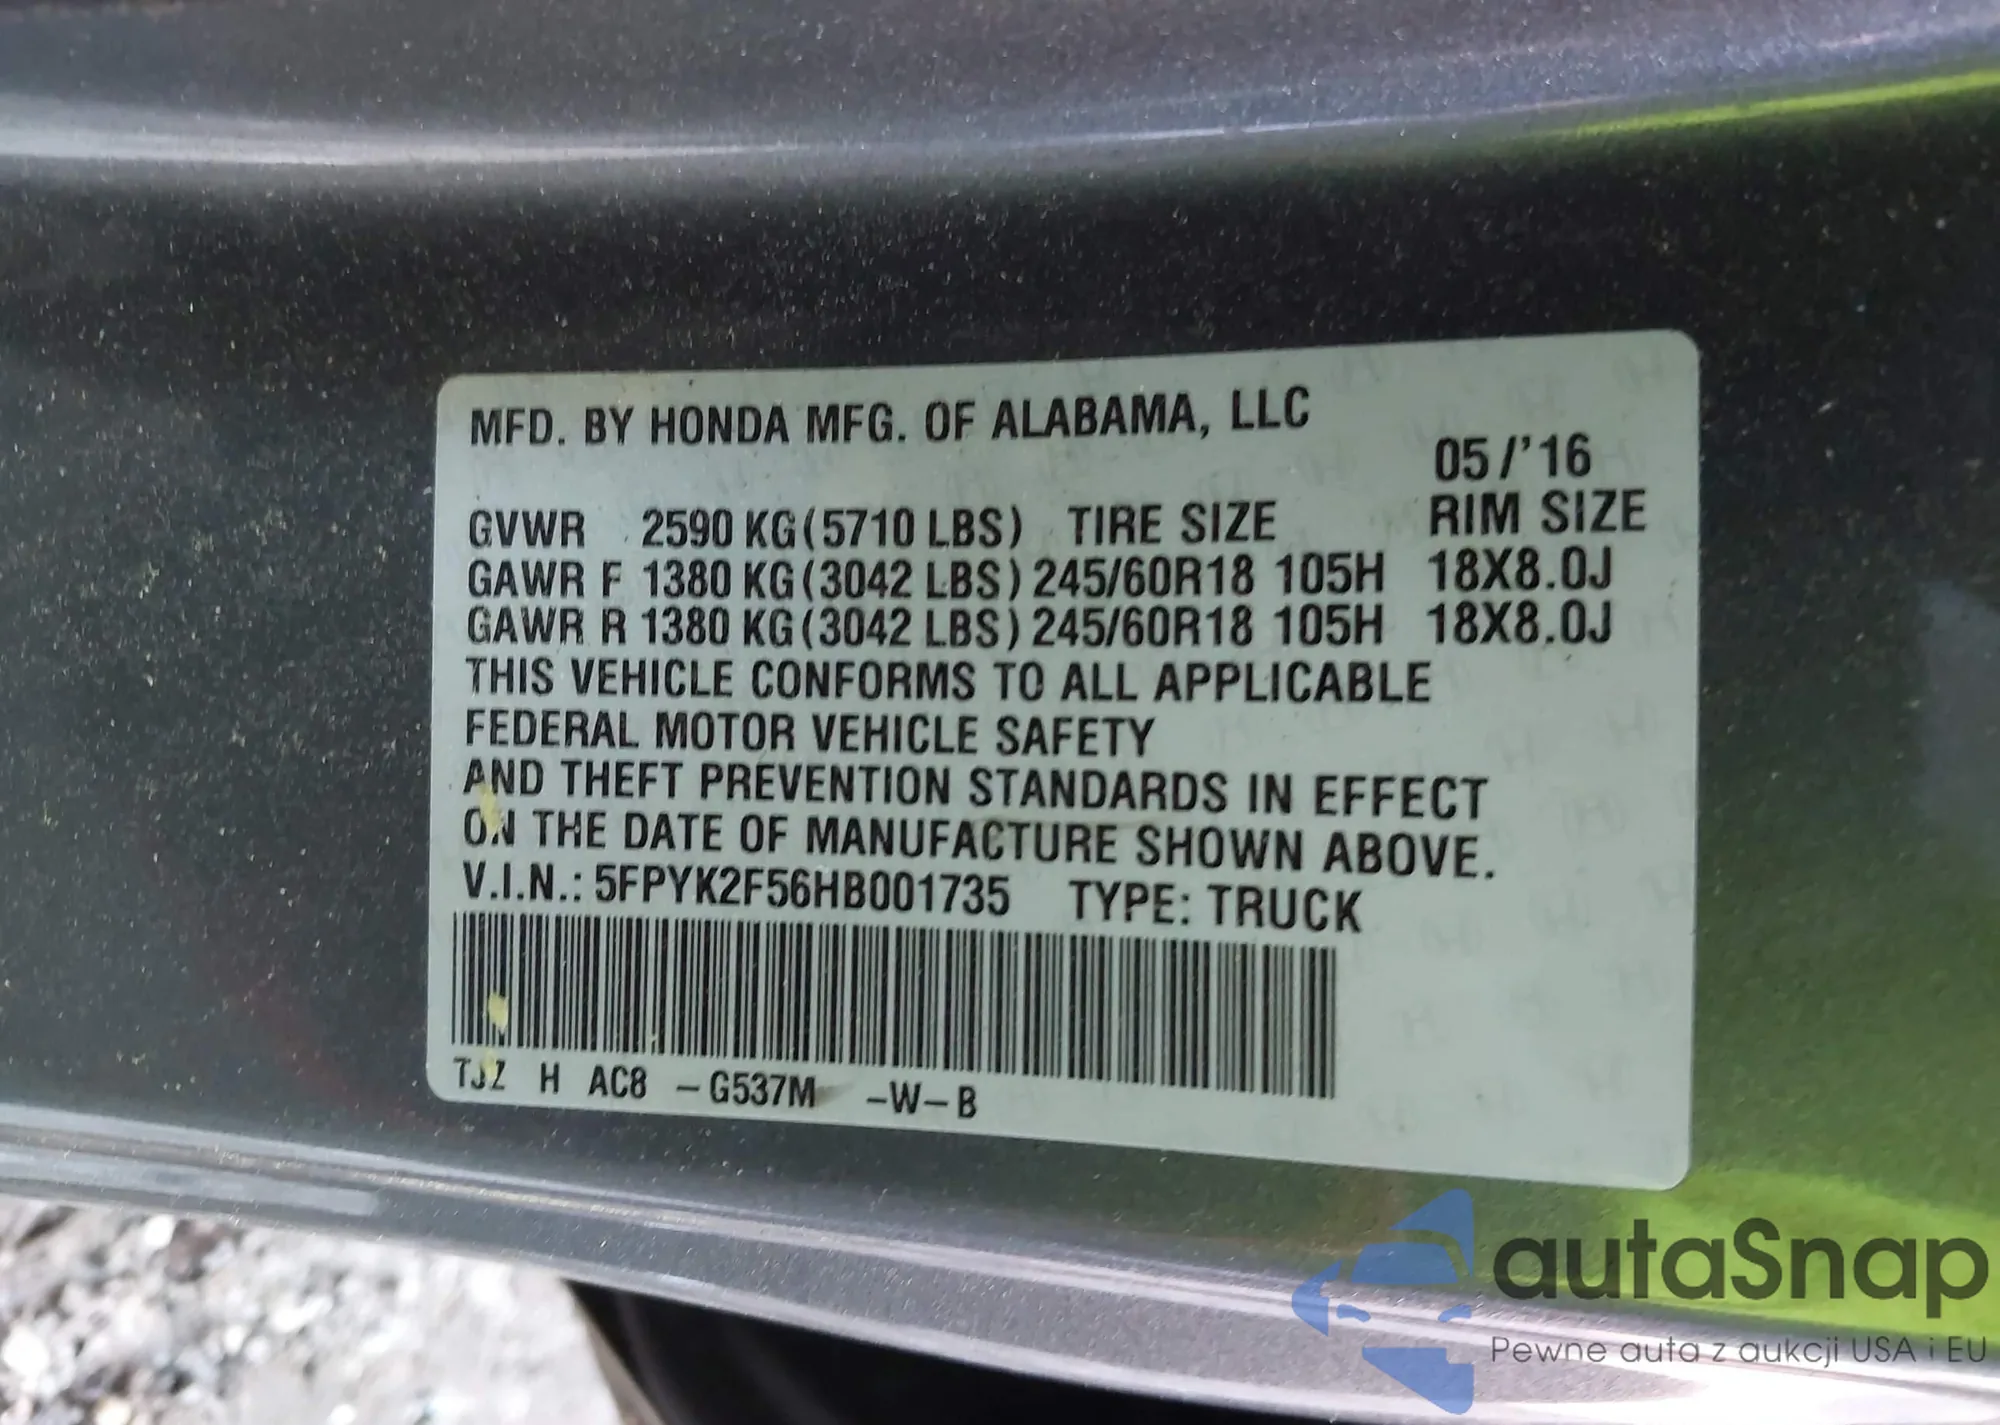 MFD. BY HONDA MFG. OF ALABAMA, LLC
05/'16
GVWR 2590 KG (5710 LBS) TIRE SIZE RIM SIZE
GAWR F 1380 KG (3042 LBS) 245/60R18 105H 18X8.0J
GAWR R 1380 KG (3042 LBS) 245/60R18 105H 18X8.0J
THIS VEHICLE CONFORMS TO ALL APPLICABLE
FEDERAL MOTOR VEHICLE SAFETY
AND THEFT PREVENTION STANDARDS IN EFFECT
ON THE DATE OF MANUFACTURE SHOWN ABOVE.
V.I.N.: 5FPYK2F56HB001735 TYPE: TRUCK
TJZ H AC8 -G537M -W-B
autaSnap
Pewne auta z aukcji USA i EU